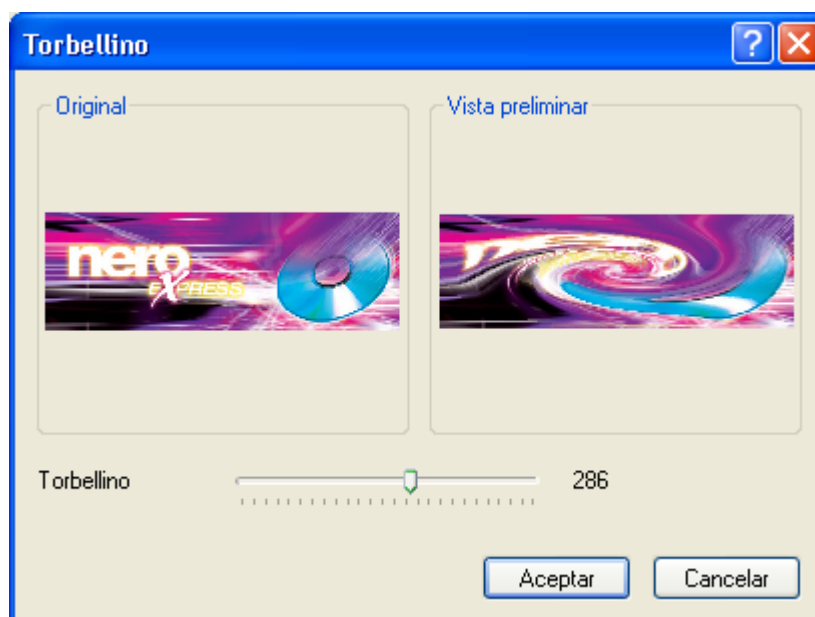 Torbellino
Original
Vista preliminar
nero
EXPRESS
Torbellino
286
Aceptar
Cancelar